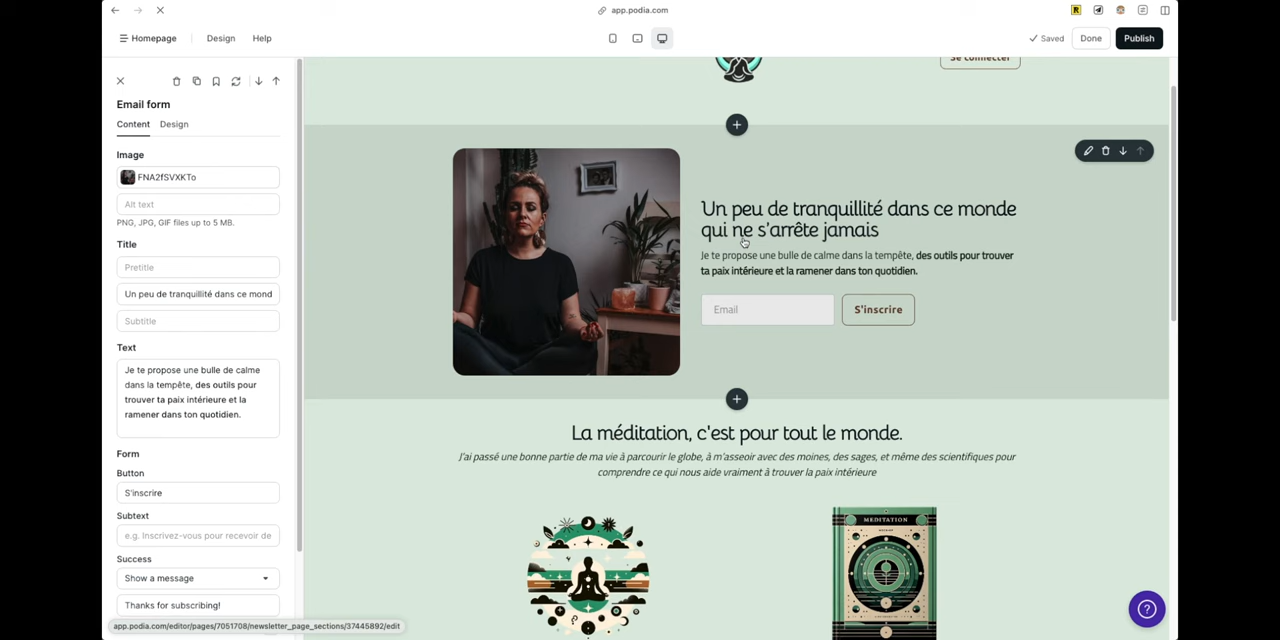 app.podia.com
Homepage
Design
Help
Saved
Done
Publish
Email form
Content
Design
Image
FNA2fSVXKTo
Alt text
PNG, JPG, GIF files up to 5 MB.
Title
Pretitle
Un peu de tranquillité dans ce mond
Subtitle
Text
Je te propose une bulle de calme
dans la tempête, des outils pour
trouver ta paix intérieure et la
ramener dans ton quotidien.
Form
Button
S'inscrire
Subtext
e.g. Inscrivez-vous pour recevoir de
Success
Show a message
Thanks for subscribing!
app.podia.com/editor/pages/7051708/newsletter_page_sections/37445892/edit
Se connecter
Un peu de tranquillité dans ce monde
qui ne s'arrête jamais
Je te propose une bulle de calme dans la tempête, des outils pour trouver
ta paix intérieure et la ramener dans ton quotidien.
Email
S'inscrire
La méditation, c'est pour tout le monde.
J'ai passé une bonne partie de ma vie à parcourir le globe, à m'asseoir avec des moines, des sages, et même des scientifiques pour
comprendre ce qui nous aide vraiment à trouver la paix intérieure
MEDITATION